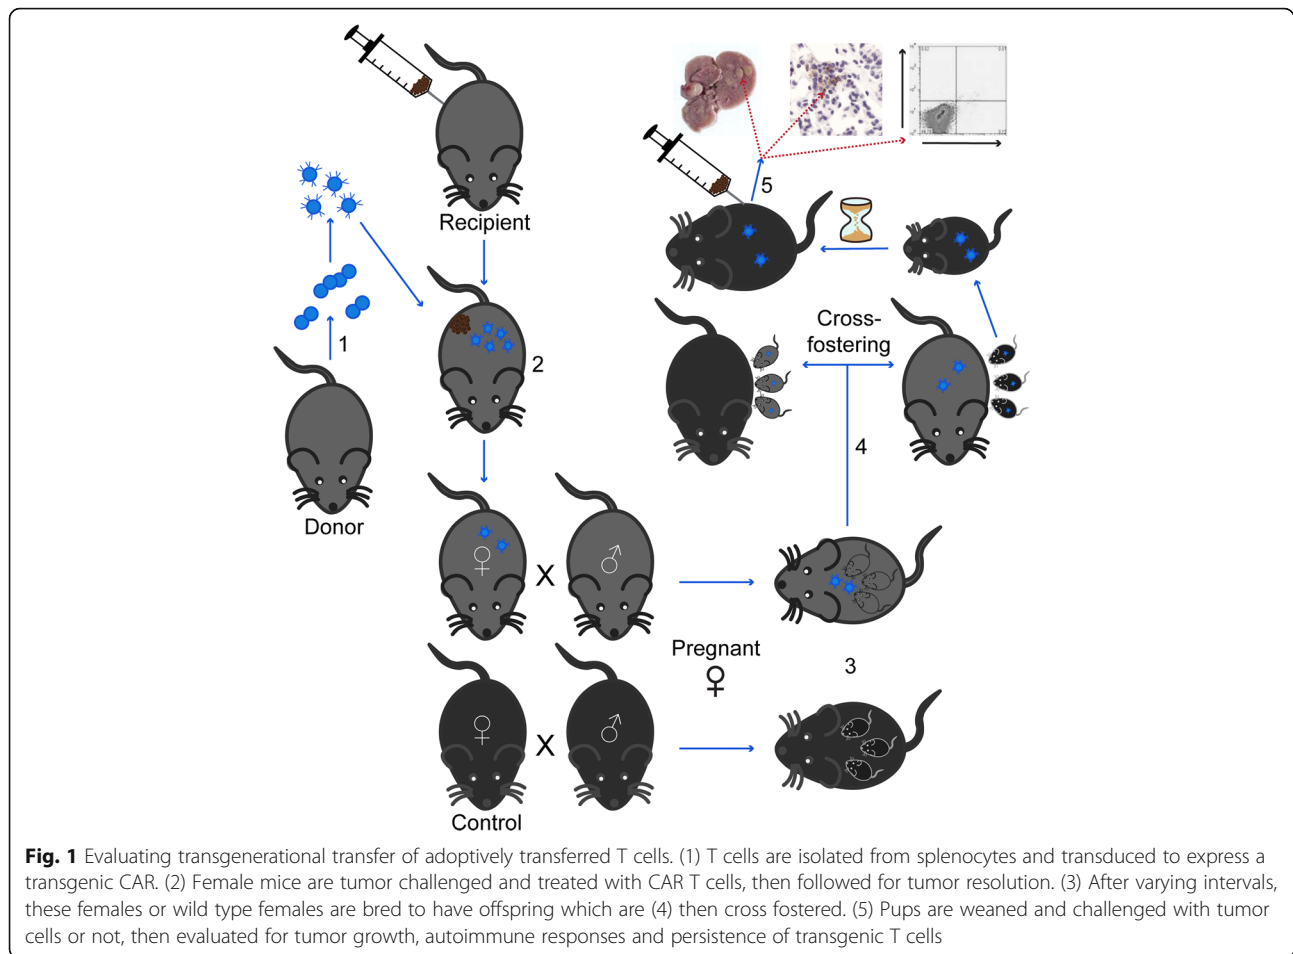 Recipient
1
2
Donor
5
Cross-
fostering
4
X
Pregnant
♀
3
X
Control
Fig. 1 Evaluating transgenerational transfer of adoptively transferred T cells. (1) T cells are isolated from splenocytes and transduced to express a
transgenic CAR. (2) Female mice are tumor challenged and treated with CAR T cells, then followed for tumor resolution. (3) After varying intervals,
these females or wild type females are bred to have offspring which are (4) then cross fostered. (5) Pups are weaned and challenged with tumor
cells or not, then evaluated for tumor growth, autoimmune responses and persistence of transgenic T cells